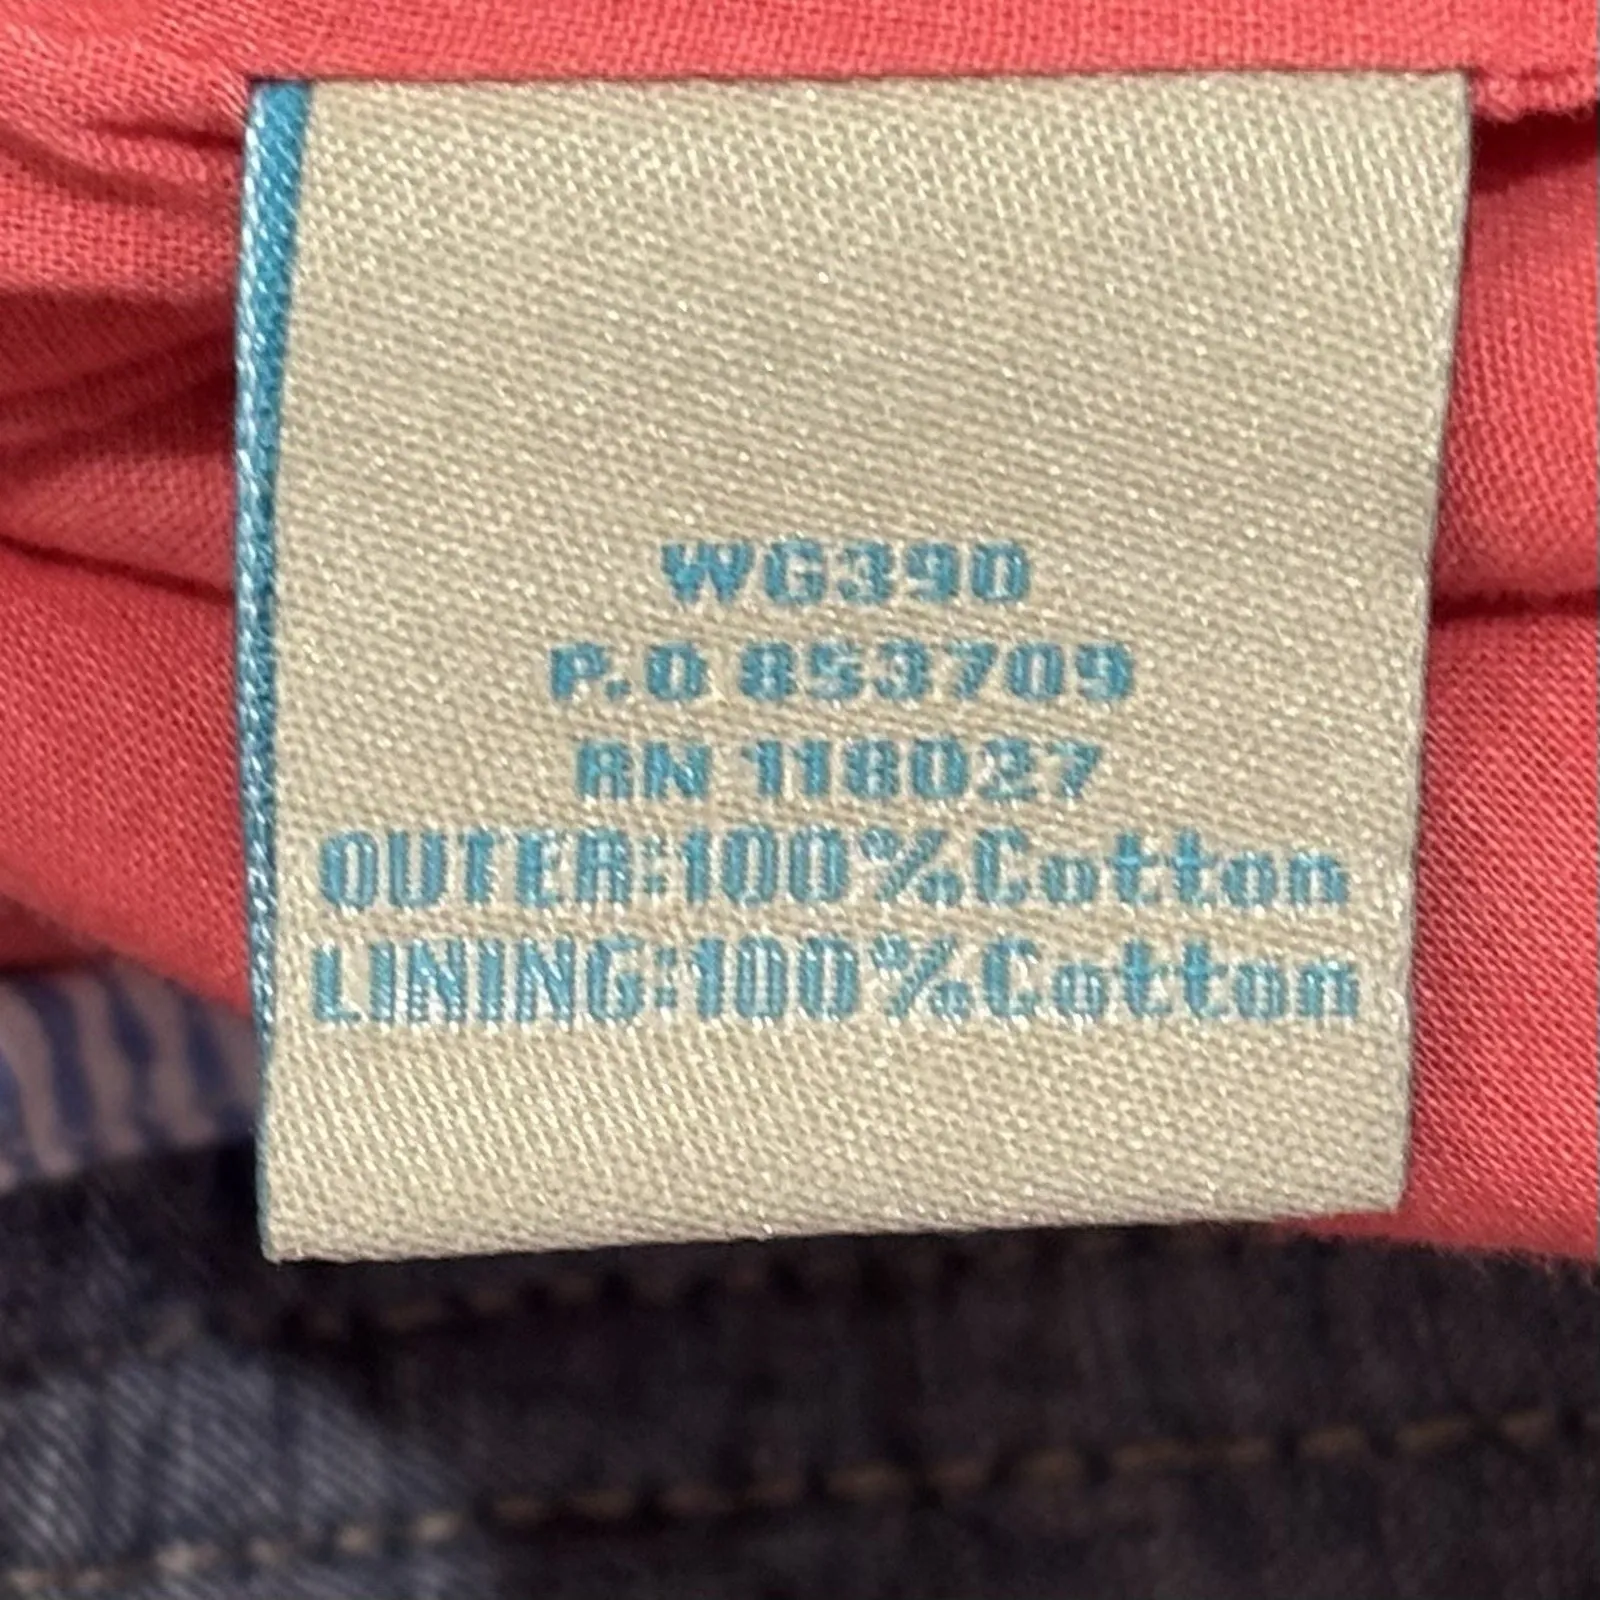 WG390
P.O 853709
RN 118027
OUTER:100%Cotton
LINING:100%Cotton